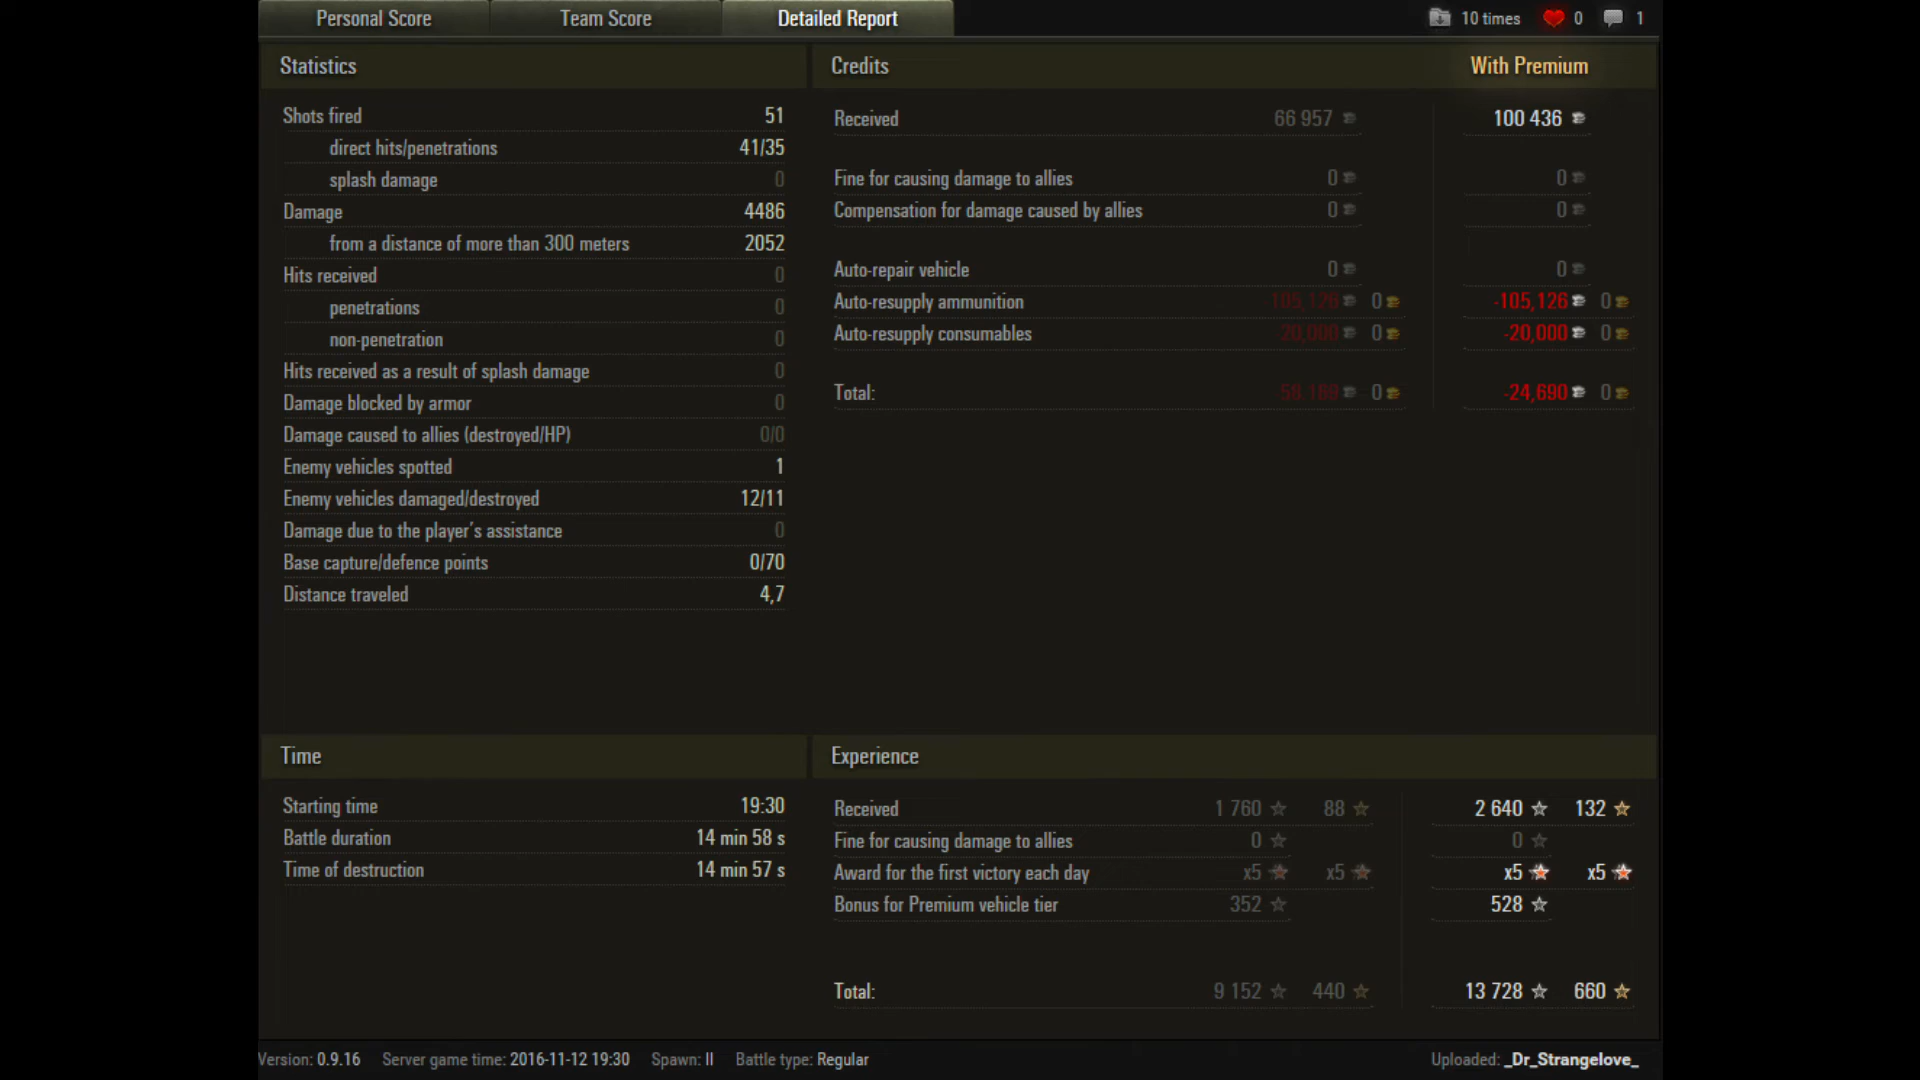 Personal Score Team Score Detailed Report 10 times 0 1
Statistics
Shots fired 51
direct hits/penetrations 41/35
splash damage 0
Damage 4486
from a distance of more than 300 meters 2052
Hits received 0
penetrations 0
non-penetration 0
Hits received as a result of splash damage 0
Damage blocked by armor 0
Damage caused to allies (destroyed/HP) 0/0
Enemy vehicles spotted 1
Enemy vehicles damaged/destroyed 12/11
Damage due to the player's assistance 0
Base capture/defence points 0/70
Distance traveled 4,7
Credits With Premium
Received 66 957 100 436
Fine for causing damage to allies 0 0
Compensation for damage caused by allies 0 0
Auto-repair vehicle 0 0
Auto-resupply ammunition -105,126 0 -105,126 0
Auto-resupply consumables 20,000 0 -20,000 0
Total: 0 -24,690 0
Time
Starting time 19:30
Battle duration 14 min 58 s
Time of destruction 14 min 57 s
Experience
Received 1 760 88 2 640 132
Fine for causing damage to allies 0 0
Award for the first victory each day x5 x5 x5 x5
Bonus for Premium vehicle tier 352 528
Total: 9 152 440 13 728 660
Version: 0.9.16 Server game time: 2016-11-12 19:30 Spawn: II Battle type: Regular Uploaded: _Dr_Strangelove_